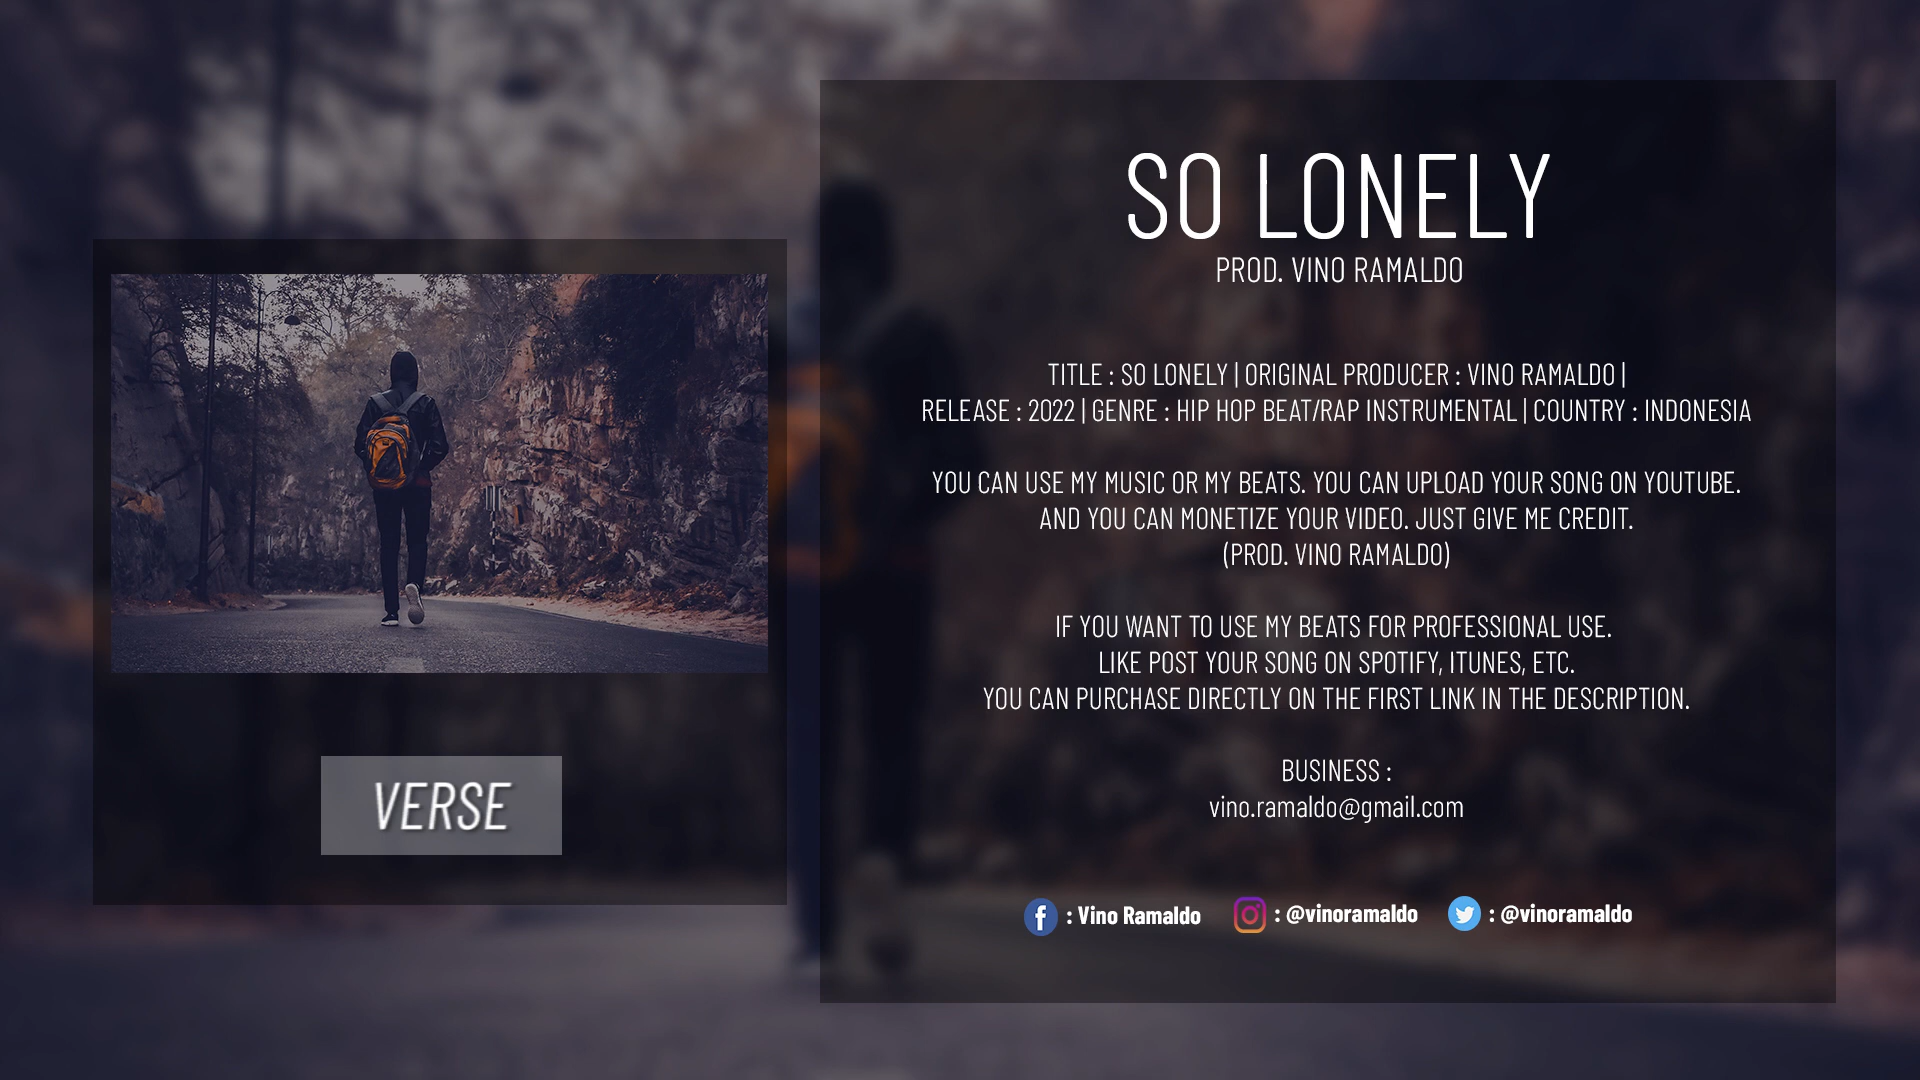 SO LONELY
PROD. VINO RAMALDO
TITLE : SO LONELY | ORIGINAL PRODUCER : VINO RAMALDO |
RELEASE : 2022 | GENRE : HIP HOP BEAT/RAP INSTRUMENTAL | COUNTRY : INDONESIA
YOU CAN USE MY MUSIC OR MY BEATS. YOU CAN UPLOAD YOUR SONG ON YOUTUBE.
AND YOU CAN MONETIZE YOUR VIDEO. JUST GIVE ME CREDIT.
(PROD. VINO RAMALDO)
IF YOU WANT TO USE MY BEATS FOR PROFESSIONAL USE.
LIKE POST YOUR SONG ON SPOTIFY, ITUNES, ETC.
YOU CAN PURCHASE DIRECTLY ON THE FIRST LINK IN THE DESCRIPTION.
BUSINESS :
vino.ramaldo@gmail.com
: Vino Ramaldo : @vinoramaldo : @vinoramaldo
VERSE